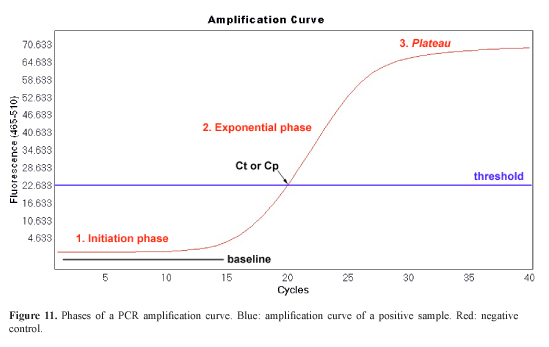 Amplification Curve
70.633
64.633
58.633
52.633
46.633
40.633
34.633
28.633
22.633
16.633
10.633
4.633
Fluorescence (465-510)
3. Plateau
2. Exponential phase
Ct or Cp
threshold
1. Initiation phase
baseline
5 10 15 20 25 30 35 40
Cycles
Figure 11. Phases of a PCR amplification curve. Blue: amplification curve of a positive sample. Red: negative
control.